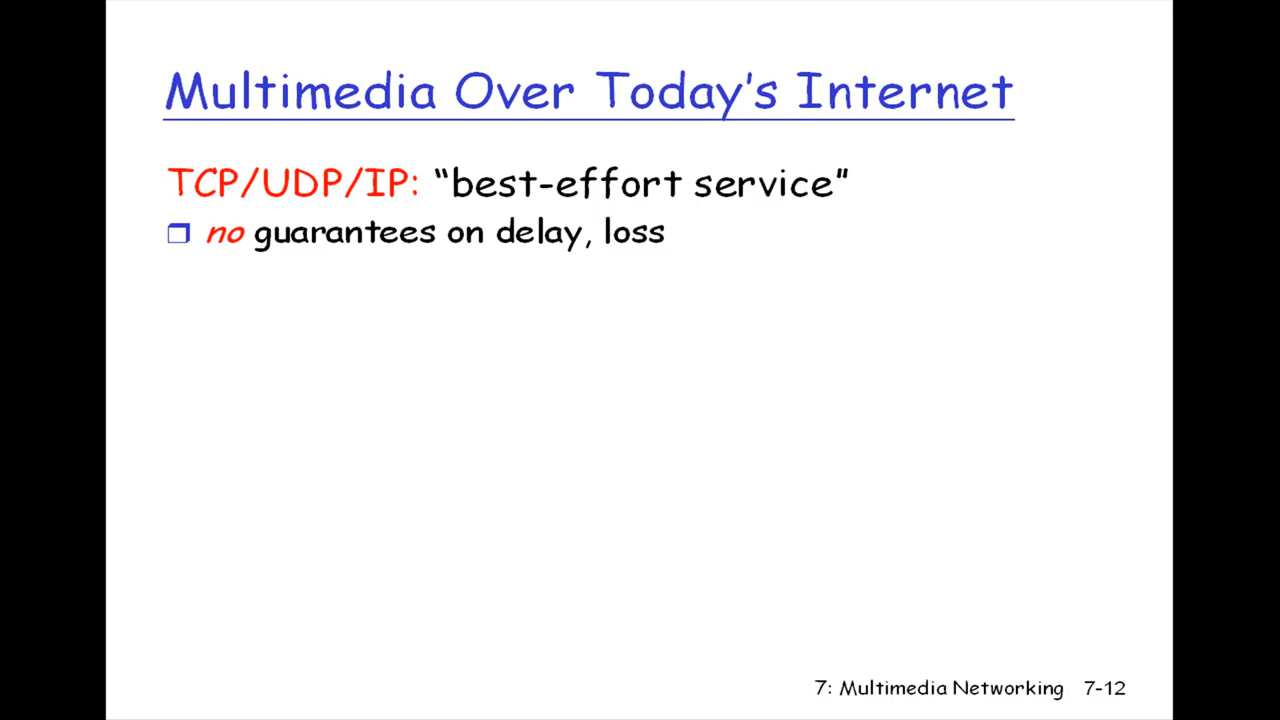 Multimedia Over Today's Internet
TCP/UDP/IP: “best-effort service”
no guarantees on delay, loss
7: Multimedia Networking 7-12